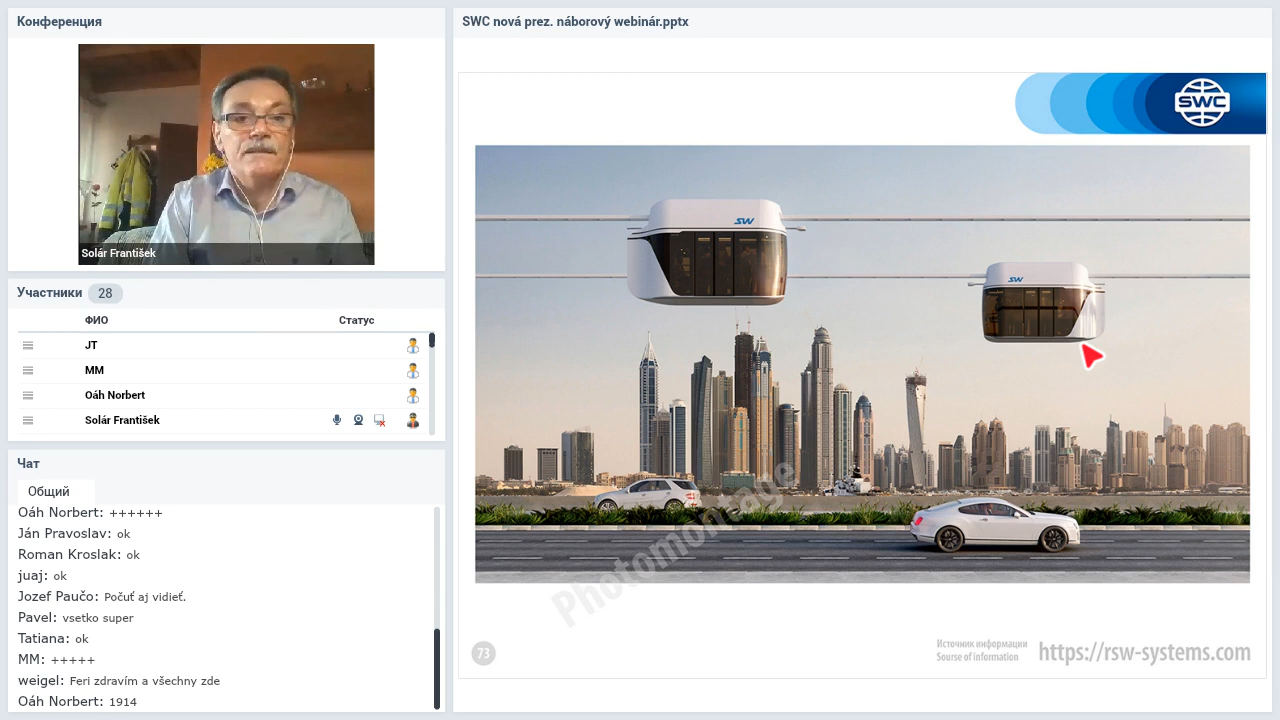 Конференция
Solár František
Участники 28
ФИО Статус
JT
MM
Oáh Norbert
Solár František
Чат
Общий
Oáh Norbert: ++++++
Ján Pravoslav: ok
Roman Kroslak: ok
juaj: ok
Jozef Paučo: Počuť aj vidieť.
Pavel: vsetko super
Tatiana: ok
MM: +++++
weigel: Feri zdravím a všechny zde
Oáh Norbert: 1914
SWC nová prez. náborový webinár.pptx
SWC
SW
SW
Photomontage
73
Источник информации
Sourse of information
https://rsw-systems.com